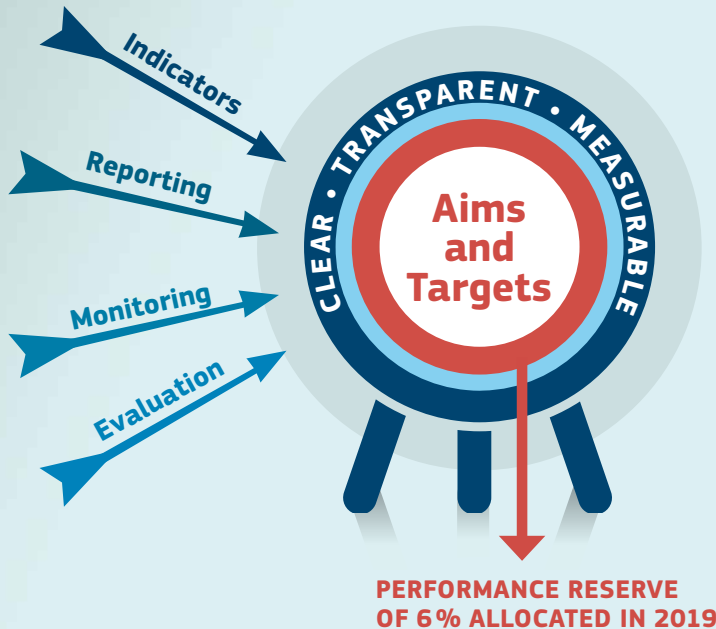 Indicators
Reporting
Monitoring
Evaluation
CLEAR • TRANSPARENT • MEASURABLE
Aims
and
Targets
PERFORMANCE RESERVE
OF 6% ALLOCATED IN 2019